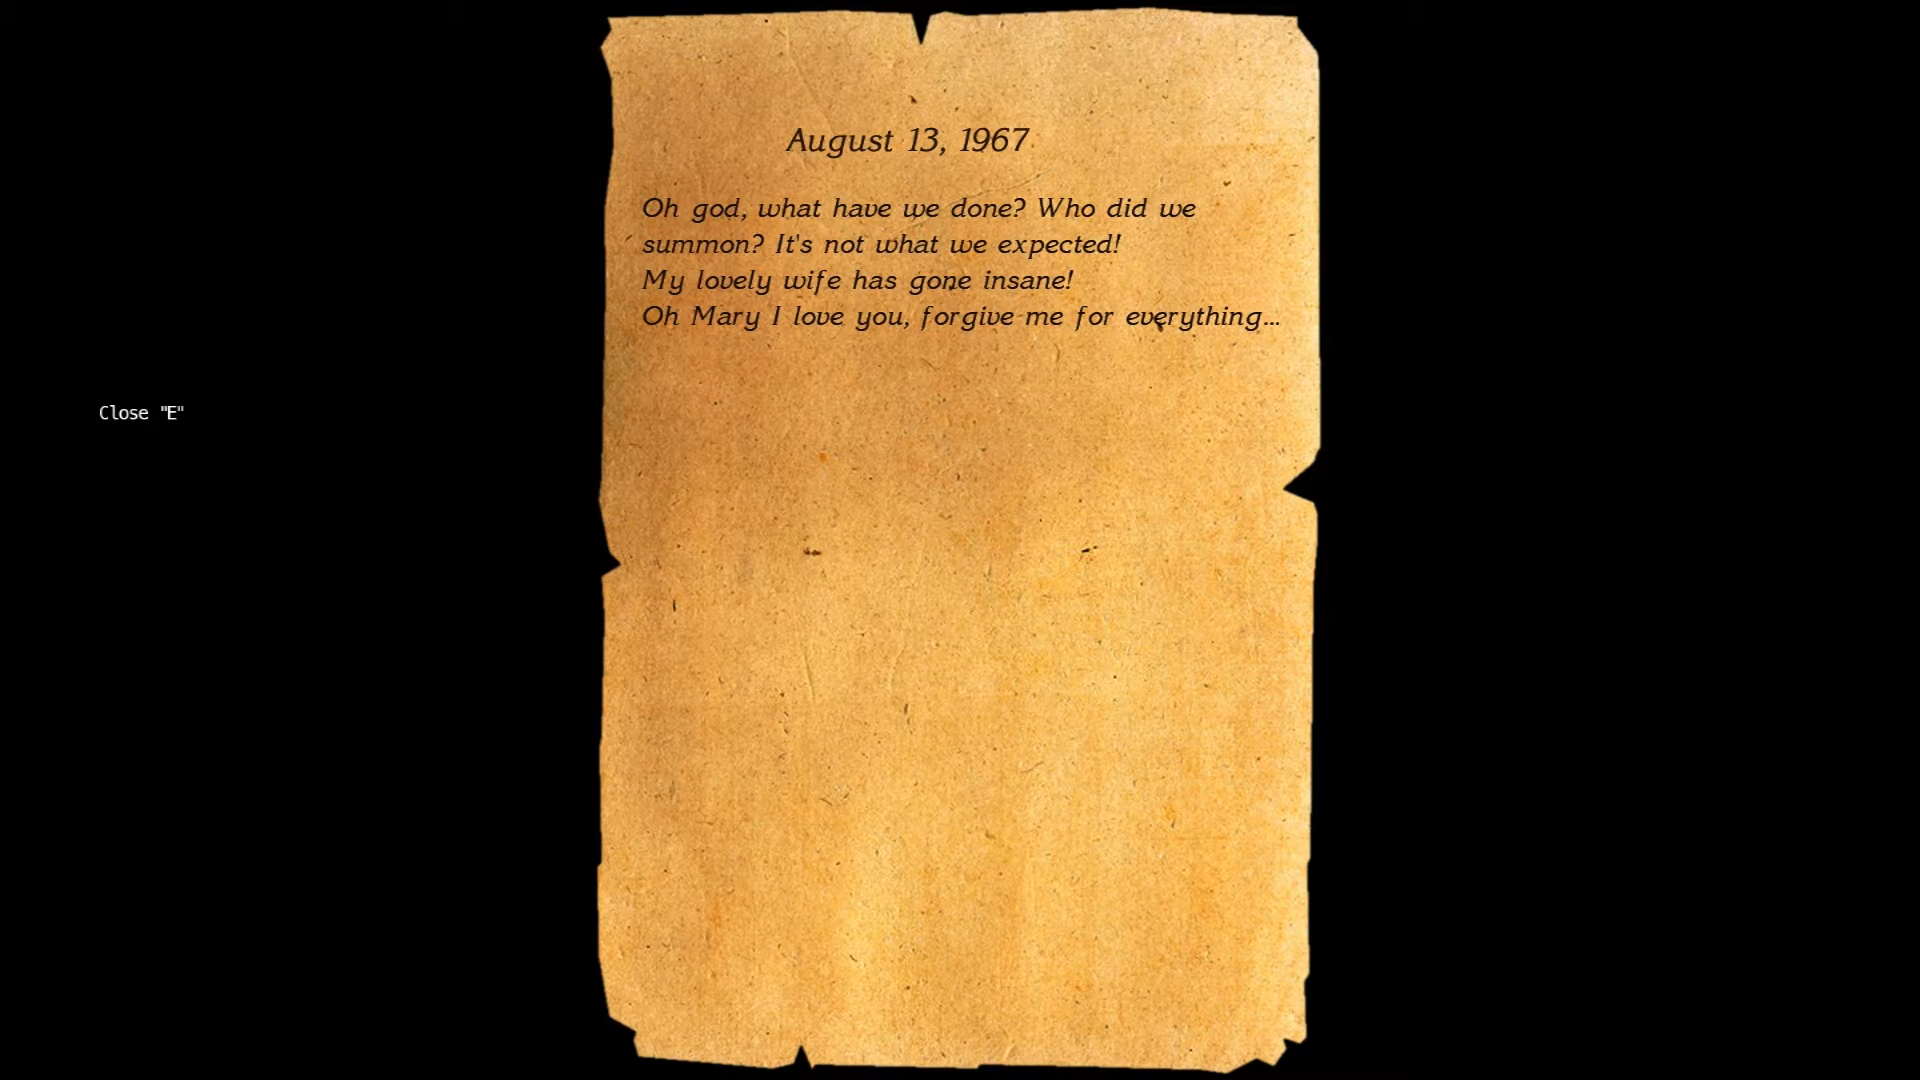 August 13, 1967
Oh god, what have we done? Who did we
summon? It's not what we expected!
My lovely wife has gone insane!
Oh Mary I love you, forgive me for everything...
Close "E"